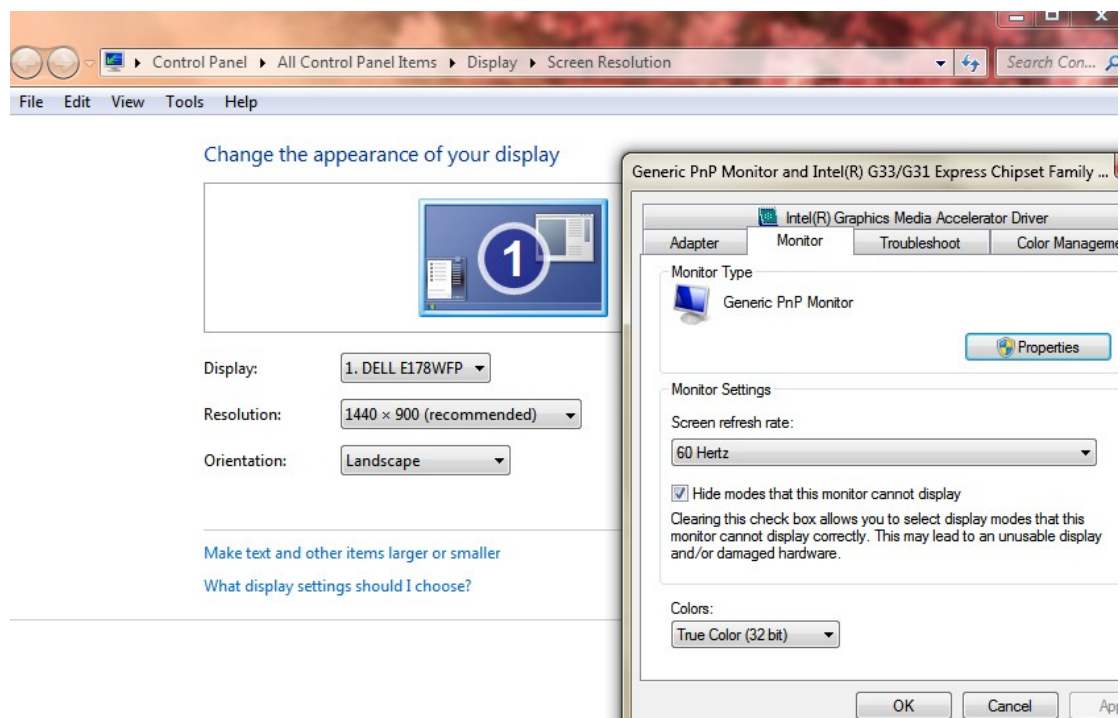 Control Panel ▸ All Control Panel Items ▸ Display ▸ Screen Resolution
Search Con...
File Edit View Tools Help
Change the appearance of your display
1
Display: 1. DELL E178WFP
Resolution: 1440 × 900 (recommended)
Orientation: Landscape
Make text and other items larger or smaller
What display settings should I choose?
Generic PnP Monitor and Intel(R) G33/G31 Express Chipset Family ...
Intel(R) Graphics Media Accelerator Driver
Adapter Monitor Troubleshoot Color Manageme
Monitor Type
Generic PnP Monitor
Properties
Monitor Settings
Screen refresh rate:
60 Hertz
Hide modes that this monitor cannot display
Clearing this check box allows you to select display modes that this
monitor cannot display correctly. This may lead to an unusable display
and/or damaged hardware.
Colors:
True Color (32 bit)
OK Cancel Ap